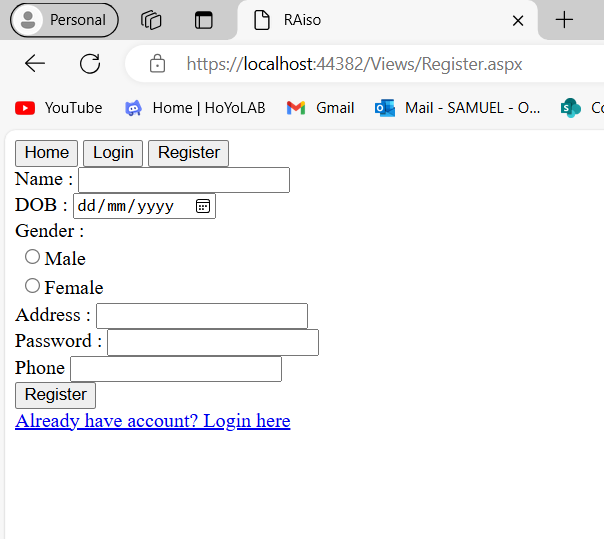 Personal
RAiso
https://localhost:44382/Views/Register.aspx
YouTube Home | HoYoLAB Gmail Mail - SAMUEL - O...
Home Login Register
Name :
DOB : dd/mm/yyyy
Gender :
Male
Female
Address :
Password :
Phone
Register
Already have account? Login here